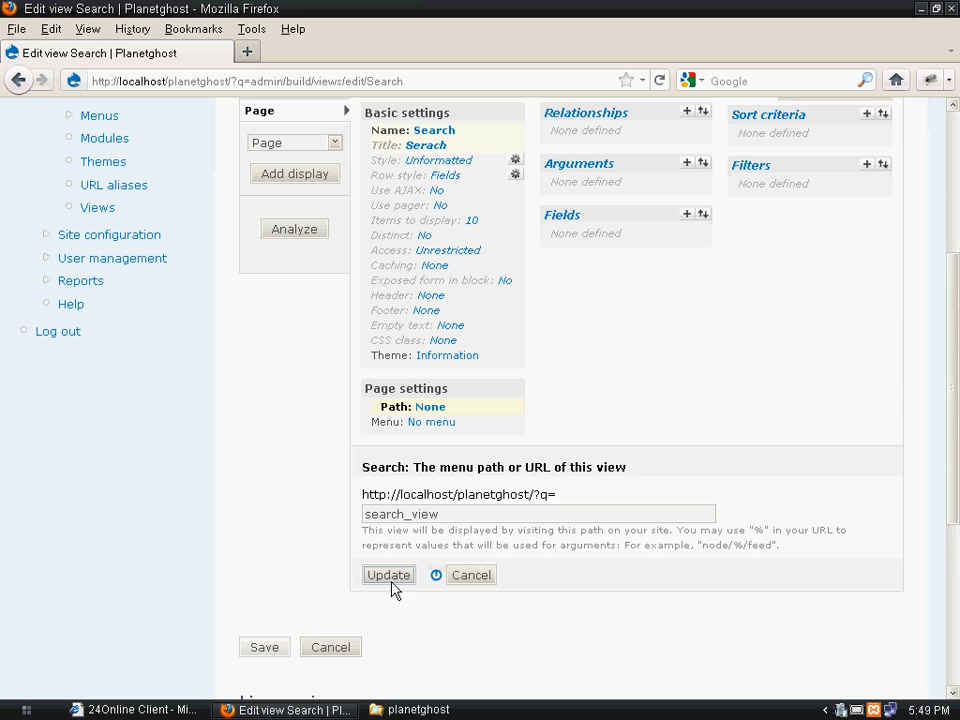 Edit view Search | Planetghost - Mozilla Firefox
File Edit View History Bookmarks Tools Help
Edit view Search | Planetghost
http://localhost/planetghost/?q=admin/build/views/edit/Search
Google
Menus
Modules
Themes
URL aliases
Views
Site configuration
User management
Reports
Help
Log out
Page
Page
Add display
Analyze
Basic settings
Name: Search
Title: Serach
Style: Unformatted
Row style: Fields
Use AJAX: No
Use pager: No
Items to display: 10
Distinct: No
Access: Unrestricted
Caching: None
Exposed form in block: No
Header: None
Footer: None
Empty text: None
CSS class: None
Theme: Information
Page settings
Path: None
Menu: No menu
Relationships
None defined
Arguments
None defined
Fields
None defined
Sort criteria
None defined
Filters
None defined
Search: The menu path or URL of this view
http://localhost/planetghost/?q=
search_view
This view will be displayed by visiting this path on your site. You may use "%" in your URL to
represent values that will be used for arguments: For example, "node/%/feed".
Update Cancel
Save Cancel
24Online Client - Mi...
Edit view Search | Pl...
planetghost
5:49 PM